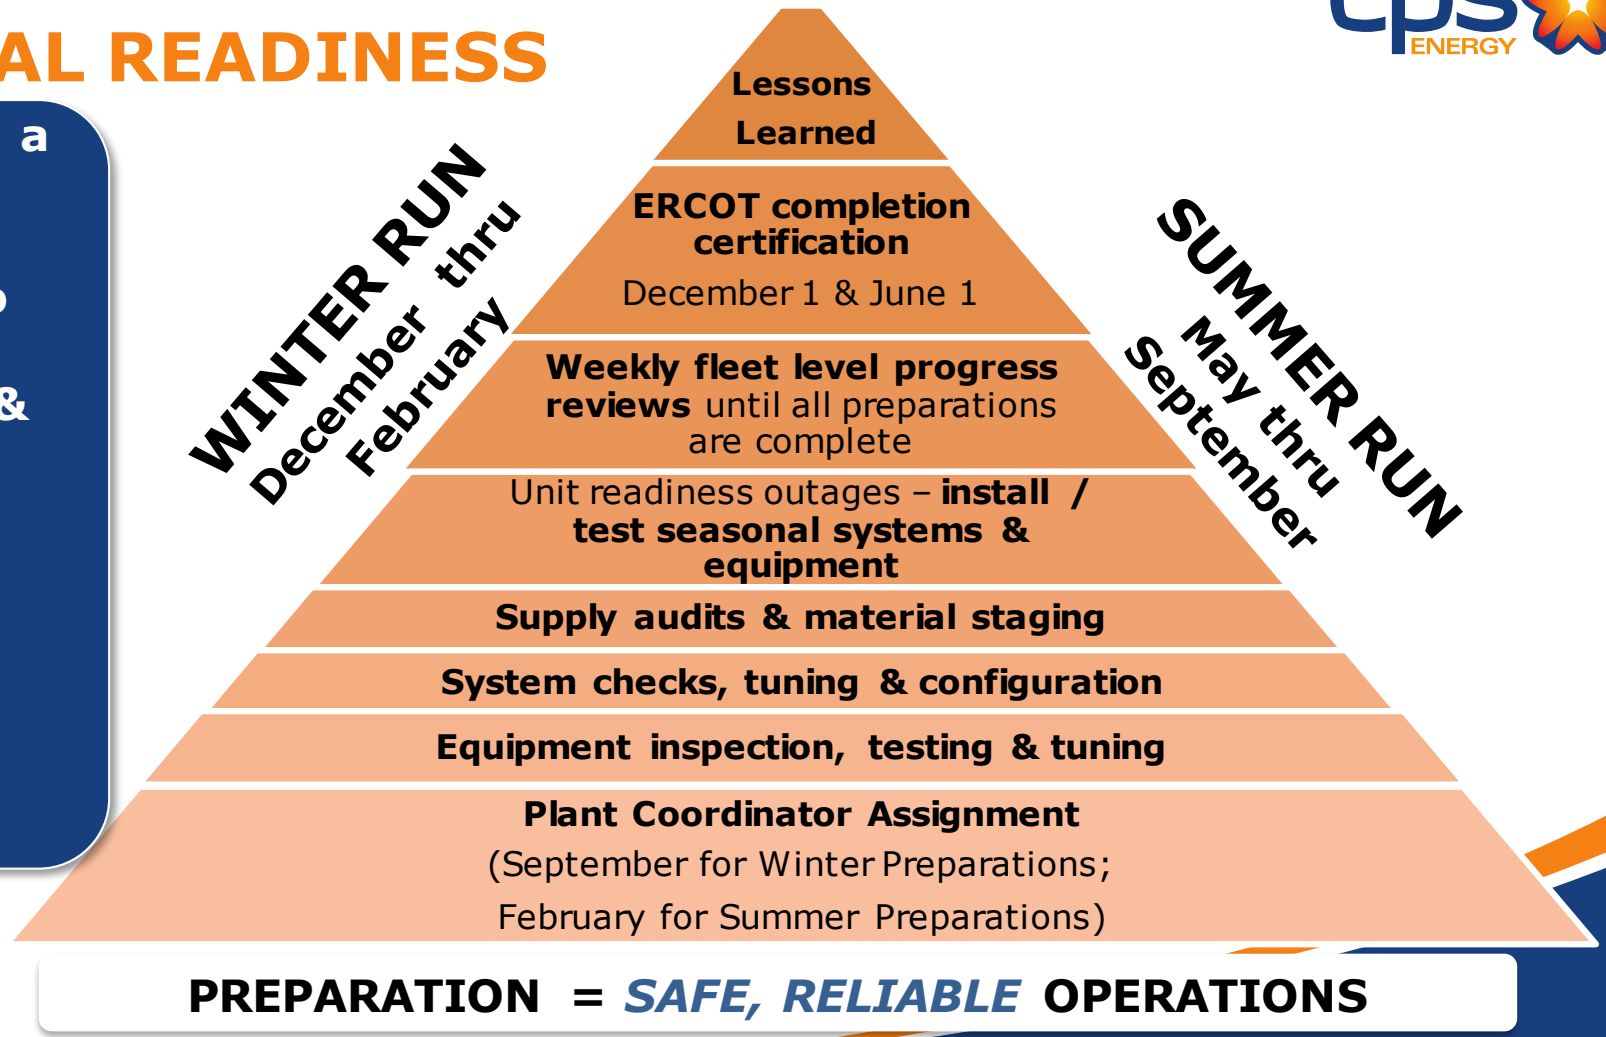 AL READINESS
cps
ENERGY
a
&
WINTER RUN
December thru
February
SUMMER RUN
May thru
September
Lessons
Learned
ERCOT completion
certification
December 1 & June 1
Weekly fleet level progress
reviews until all preparations
are complete
Unit readiness outages – install /
test seasonal systems &
equipment
Supply audits & material staging
System checks, tuning & configuration
Equipment inspection, testing & tuning
Plant Coordinator Assignment
(September for Winter Preparations;
February for Summer Preparations)
PREPARATION = SAFE, RELIABLE OPERATIONS